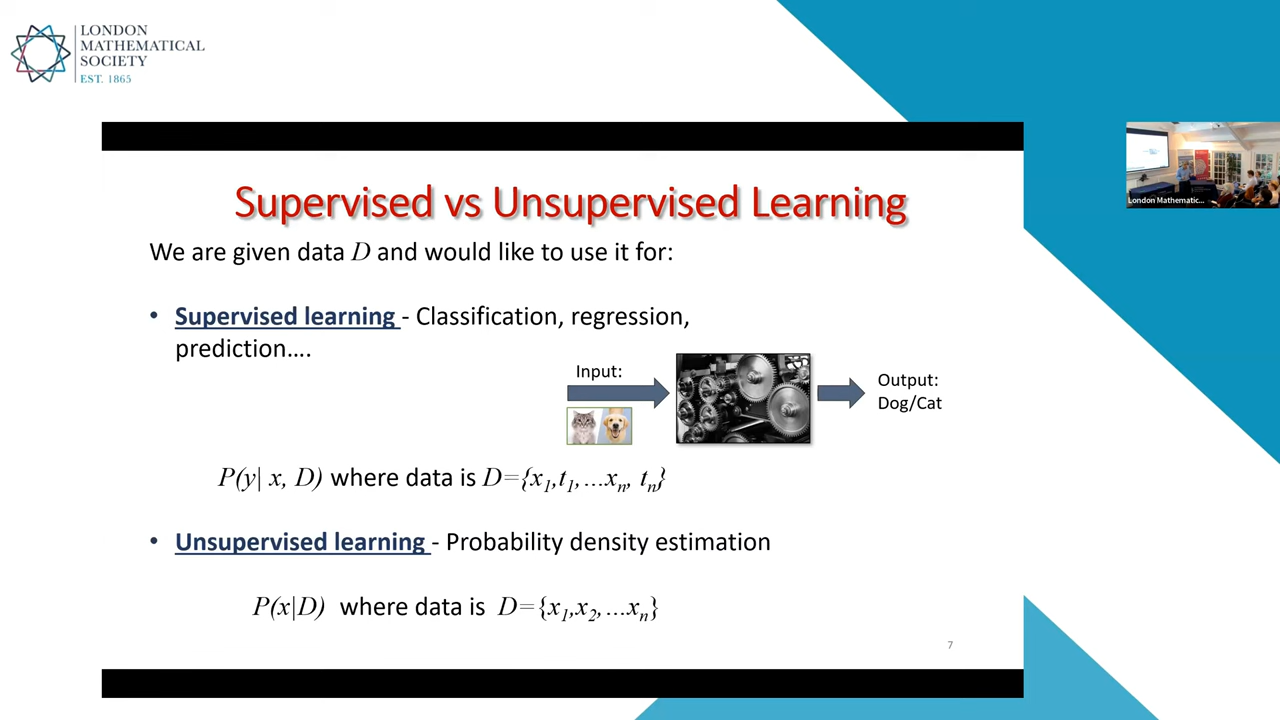 LONDON
MATHEMATICAL
SOCIETY
EST. 1865
Supervised vs Unsupervised Learning
We are given data D and would like to use it for:
• Supervised learning - Classification, regression,
prediction....
Input:
Output:
Dog/Cat
P(y| x, D) where data is D={x1,t1,...xn, tn}
• Unsupervised learning - Probability density estimation
P(x|D) where data is D={x1,x2,...xn}
7
London Mathematic...